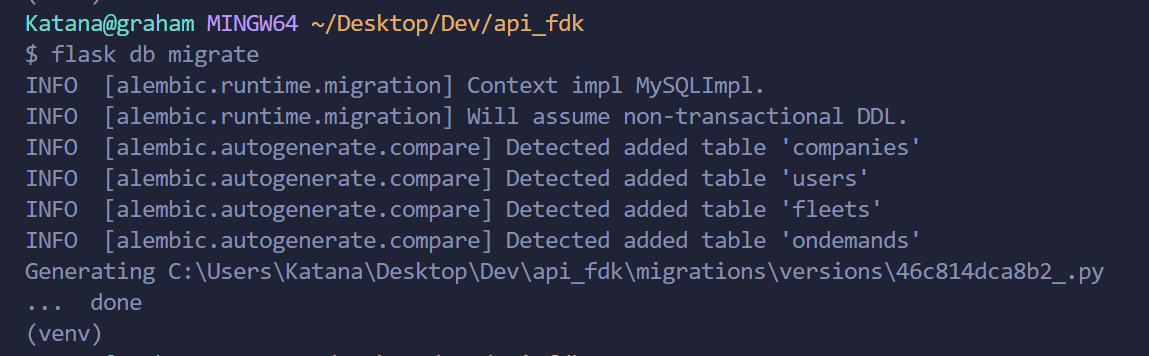 Katana@graham MINGW64 ~/Desktop/Dev/api_fdk
$ flask db migrate
INFO  [alembic.runtime.migration] Context impl MySQLImpl.
INFO  [alembic.runtime.migration] Will assume non-transactional DDL.
INFO  [alembic.autogenerate.compare] Detected added table 'companies'
INFO  [alembic.autogenerate.compare] Detected added table 'users'
INFO  [alembic.autogenerate.compare] Detected added table 'fleets'
INFO  [alembic.autogenerate.compare] Detected added table 'ondemands'
Generating C:\Users\Katana\Desktop\Dev\api_fdk\migrations\versions\46c814dca8b2_.py
...  done
(venv)